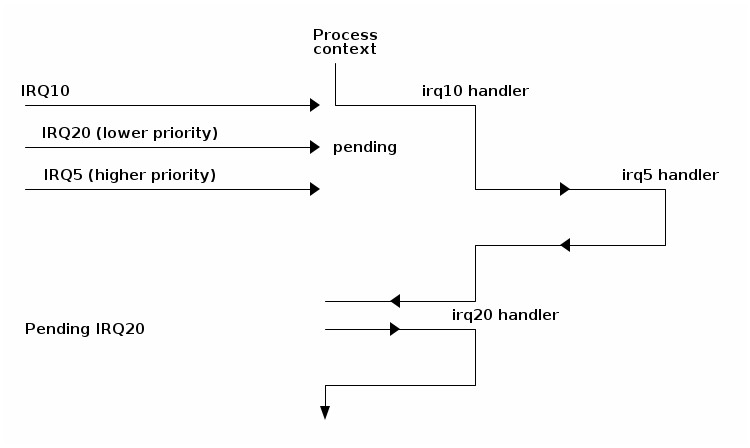 Process
context
IRQ10
irq10 handler
IRQ20 (lower priority)
pending
IRQ5 (higher priority)
irq5 handler
irq20 handler
Pending IRQ20